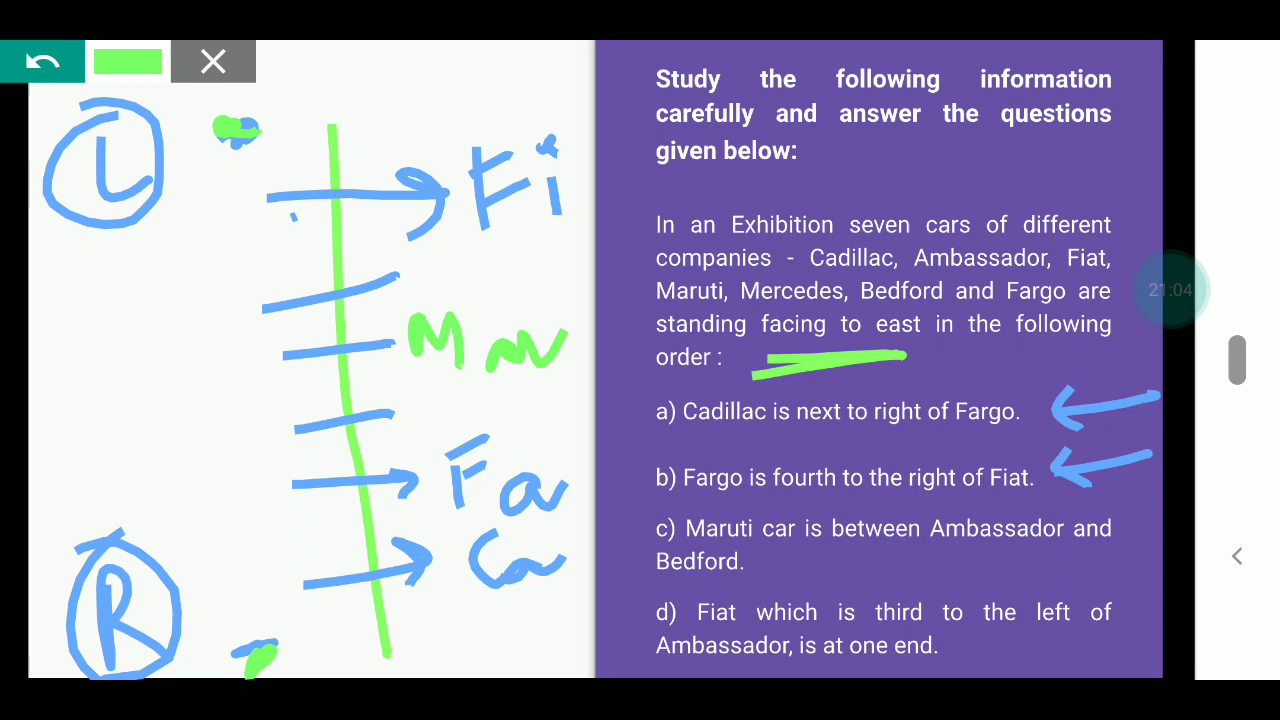 L
Fi
M m
Fa
Ca
R
Study the following information
carefully and answer the questions
given below:
In an Exhibition seven cars of different
companies - Cadillac, Ambassador, Fiat,
Maruti, Mercedes, Bedford and Fargo are
standing facing to east in the following
order :
a) Cadillac is next to right of Fargo.
b) Fargo is fourth to the right of Fiat.
c) Maruti car is between Ambassador and
Bedford.
d) Fiat which is third to the left of
Ambassador, is at one end.
21:04